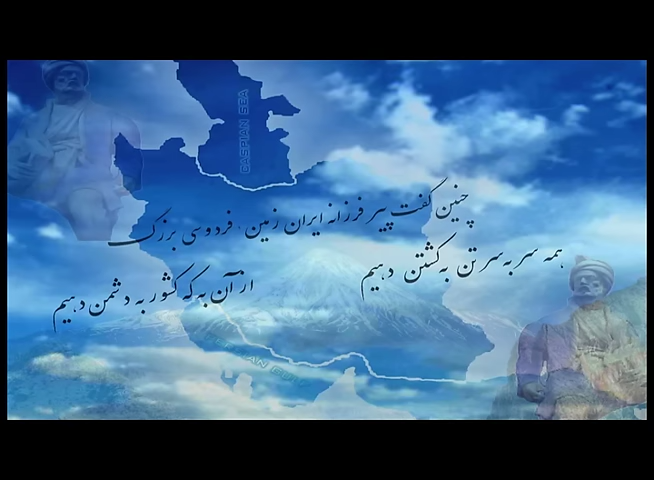 CASPIAN SEA
چنین گفت پیر فرزانه ایران زمین، فردوسی بزرگ
همه سر به سر تن به کشتن دهیم
از آن به که کشور به دشمن دهیم